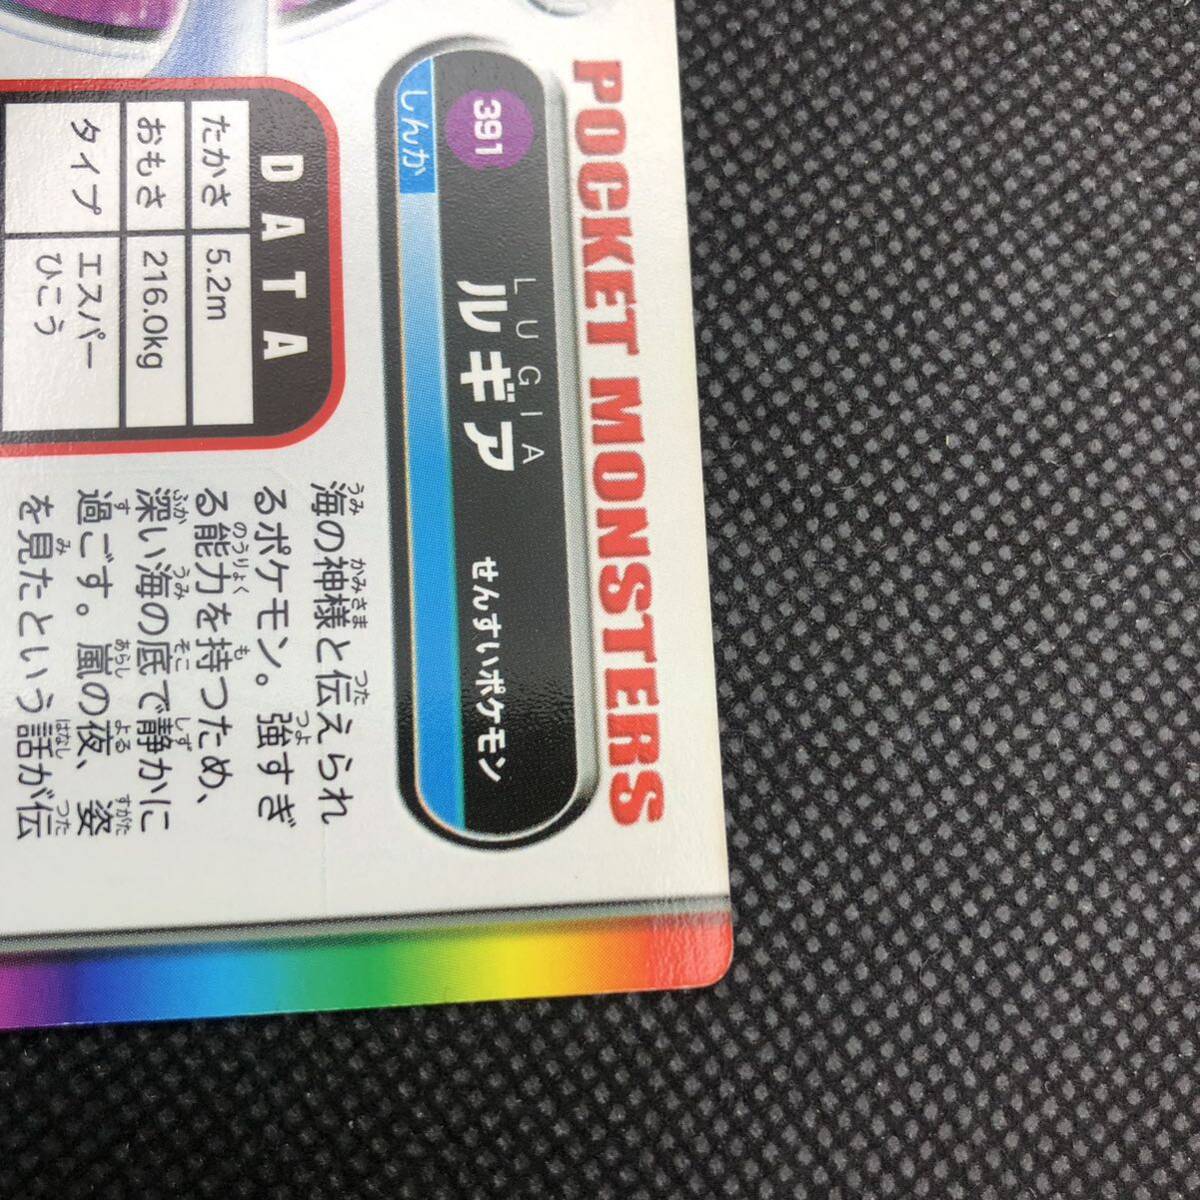 POCKET MONSTERS
391
LUGIA
ルギア
せんすいポケモン
しんか
DATA
たかさ 5.2m
おもさ 216.0kg
タイプ エスパー
ひこう
海の神様と伝えられ
るポケモン。強すぎ
る能力を持つため、
深い海の底で静かに
過ごす。嵐の夜、姿
を見たという話が伝